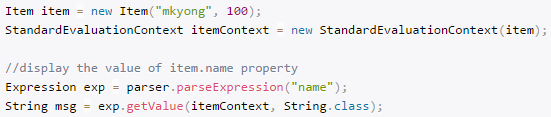 Item item = new Item("mkyong", 100);
StandardEvaluationContext itemContext = new StandardEvaluationContext(item);
//display the value of item.name property
Expression exp = parser.parseExpression("name");
String msg = exp.getValue(itemContext, String.class);